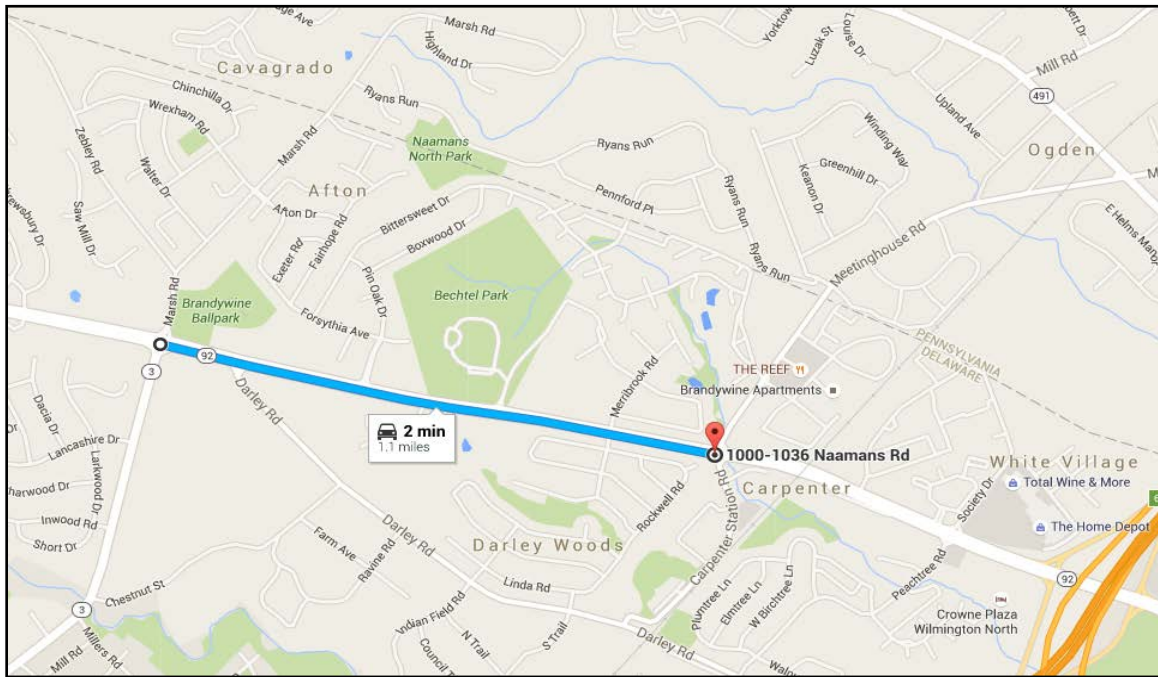 Marsh Rd
Highland Dr
Cavagrado
Chinchilla Dr
Wrexham Rd
Ryans Run
Marsh Rd
Zebley Rd
Walter Dr
Saw Mill Dr
Afton
Afton Dr
Exeter Rd
Fairhope Rd
Naamans
North Park
Bittersweet Dr
Boxwood Dr
Pin Oak Dr
Ryans Run
Pennford Pl
Ryans Run
Ryans Run
Luzak St
Lourse Dr
Mill Rd
491
Upland Ave
Ogden
Winding Way
Greenhill Dr
Keanon Dr
Meetinghouse Rd
E Helms Manor
Marsh Rd
Brandywine
Ballpark
Forsythia Ave
Bechtel Park
92
3
Darley Rd
2 min
1.1 miles
Merribrook Rd
THE REEF
Brandywine Apartments
PENNSYLVANIA
DELAWARE
1000-1036 Naamans Rd
Carpenter
White Village
Total Wine & More
The Home Depot
Society Dr
Dacia Dr
Lancashire Dr
Larkwood Dr
Inwood Rd
Short Dr
Chestnut St
3
Millers Rd
Mill Rd
Farm Ave
Ravine Rd
Darley Rd
Indian Field Rd
N Trail
S Trail
Linda Rd
Darley Woods
Rockwell Rd
Carpenter Station Rd
Darley Rd
Plumtree Ln
Elmtree Ln
W Birchtree Ln
Peachtree Rd
92
Crowne Plaza
Wilmington North